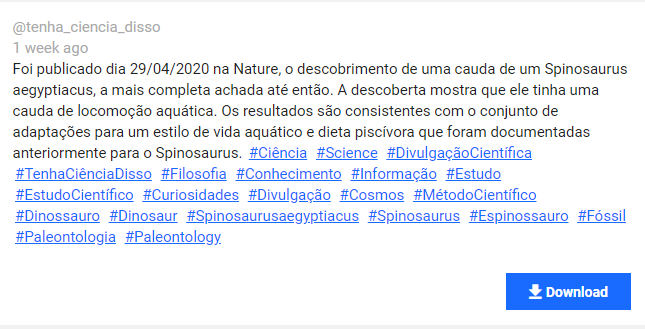 @tenha_ciencia_disso
1 week ago
Foi publicado dia 29/04/2020 na Nature, o descobrimento de uma cauda de um Spinosaurus
aegyptiacus, a mais completa achada até então. A descoberta mostra que ele tinha uma
cauda de locomoção aquática. Os resultados são consistentes com o conjunto de
adaptações para um estilo de vida aquático e dieta piscívora que foram documentadas
anteriormente para o Spinosaurus. #Ciência #Science #DivulgaçãoCientífica
#TenhaCiênciaDisso #Filosofia #Conhecimento #Informação #Estudo
#EstudoCientífico #Curiosidades #Divulgação #Cosmos #MétodoCientífico
#Dinossauro #Dinosaur #Spinosaurusaegyptiacus #Spinosaurus #Espinossauro #Fóssil
#Paleontologia #Paleontology
Download